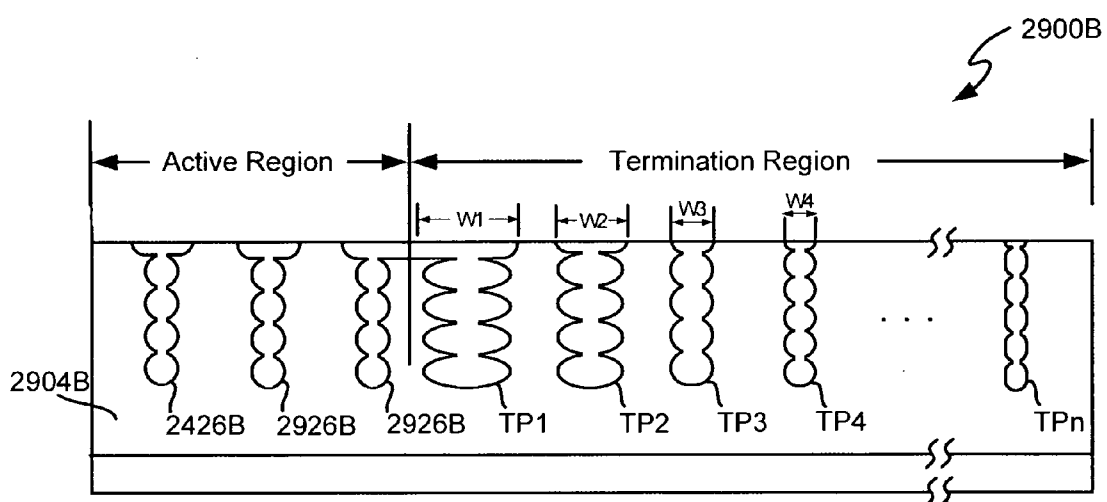 2900B
Active Region
Termination Region
W1
W2
W3
W4
. . .
2904B
2426B
2926B
2926B
TP1
TP2
TP3
TP4
TPn